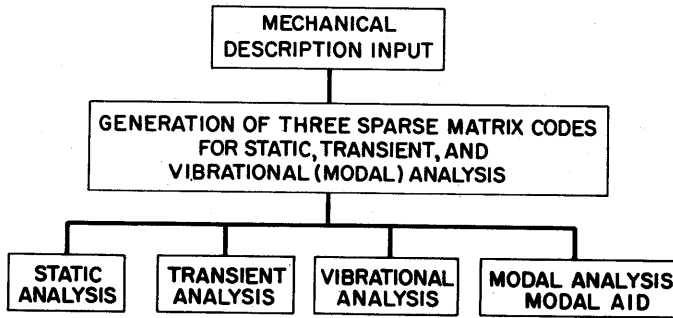 MECHANICAL
DESCRIPTION INPUT
GENERATION OF THREE SPARSE MATRIX CODES
FOR STATIC, TRANSIENT, AND
VIBRATIONAL (MODAL) ANALYSIS
STATIC
ANALYSIS
TRANSIENT
ANALYSIS
VIBRATIONAL
ANALYSIS
MODAL ANALYSIS
MODAL AID